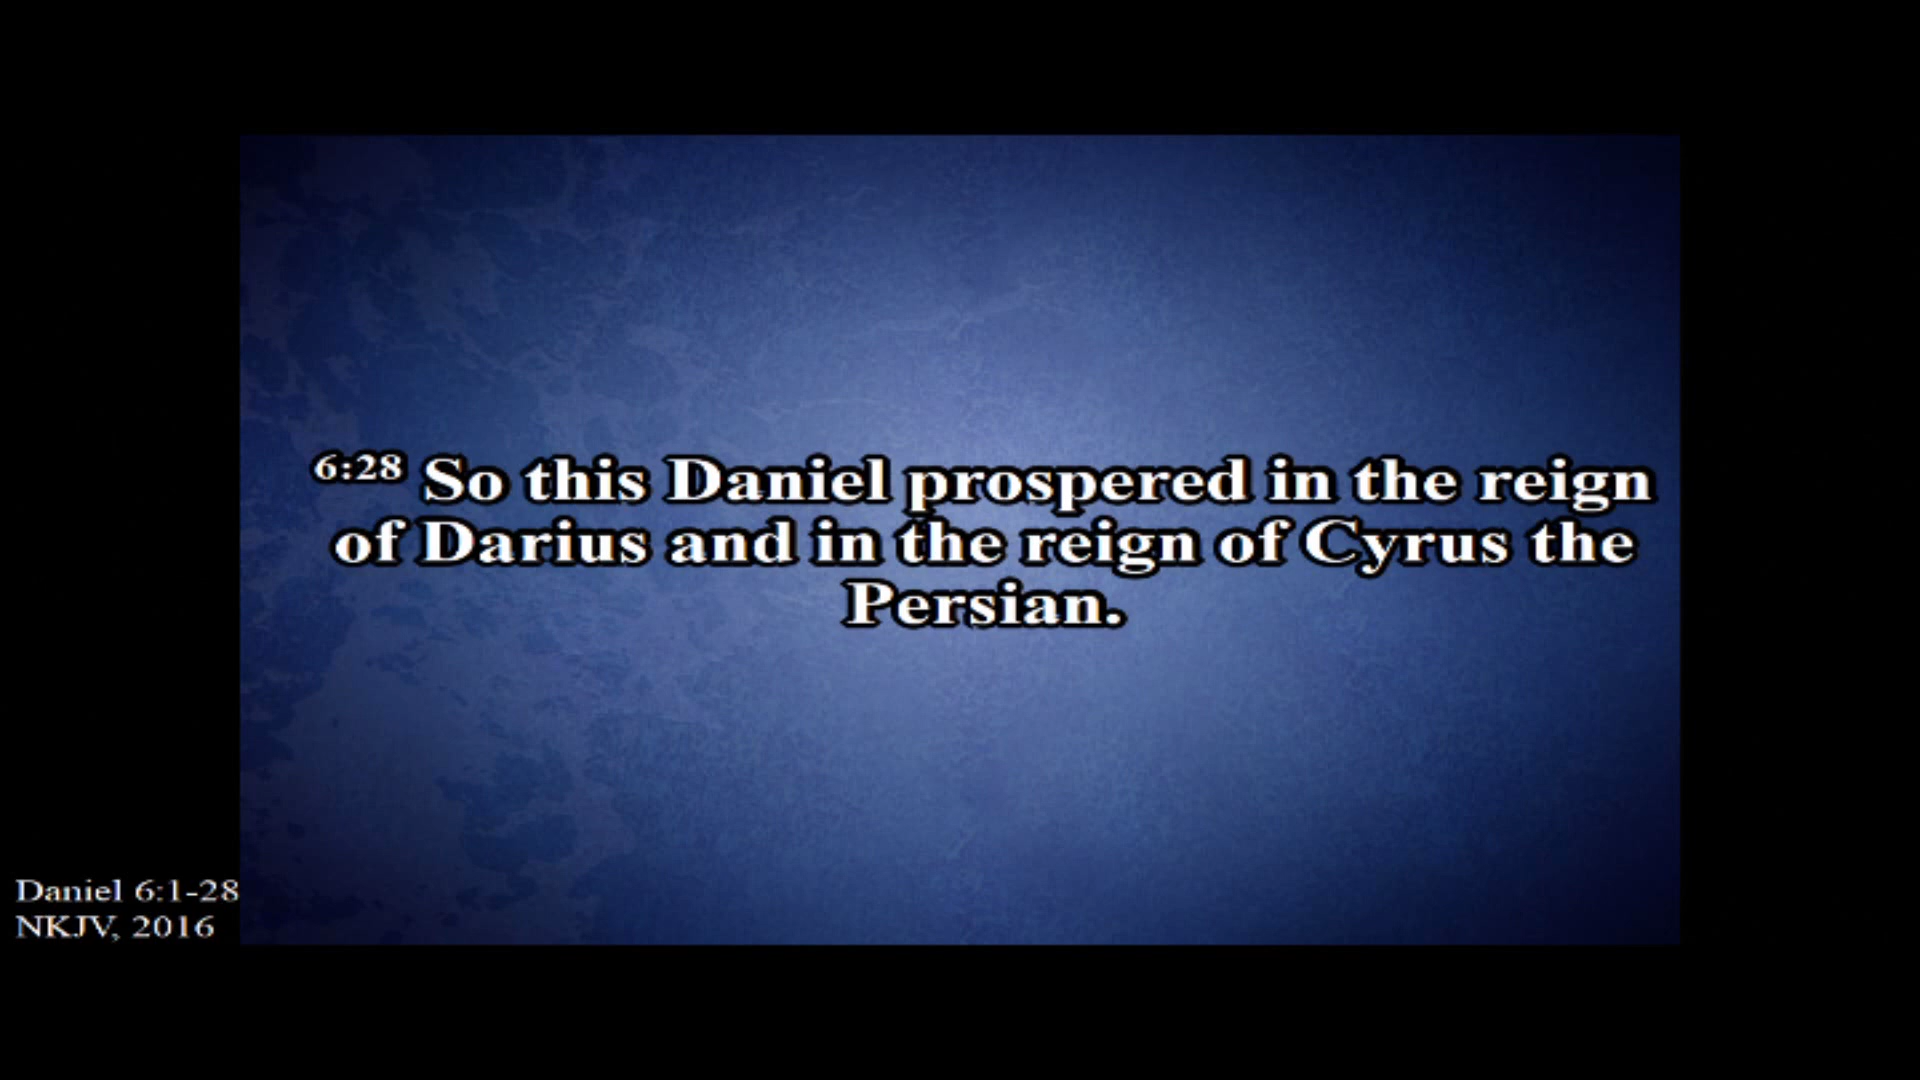 6:28 So this Daniel prospered in the reign
of Darius and in the reign of Cyrus the
Persian.
Daniel 6:1-28
NKJV, 2016